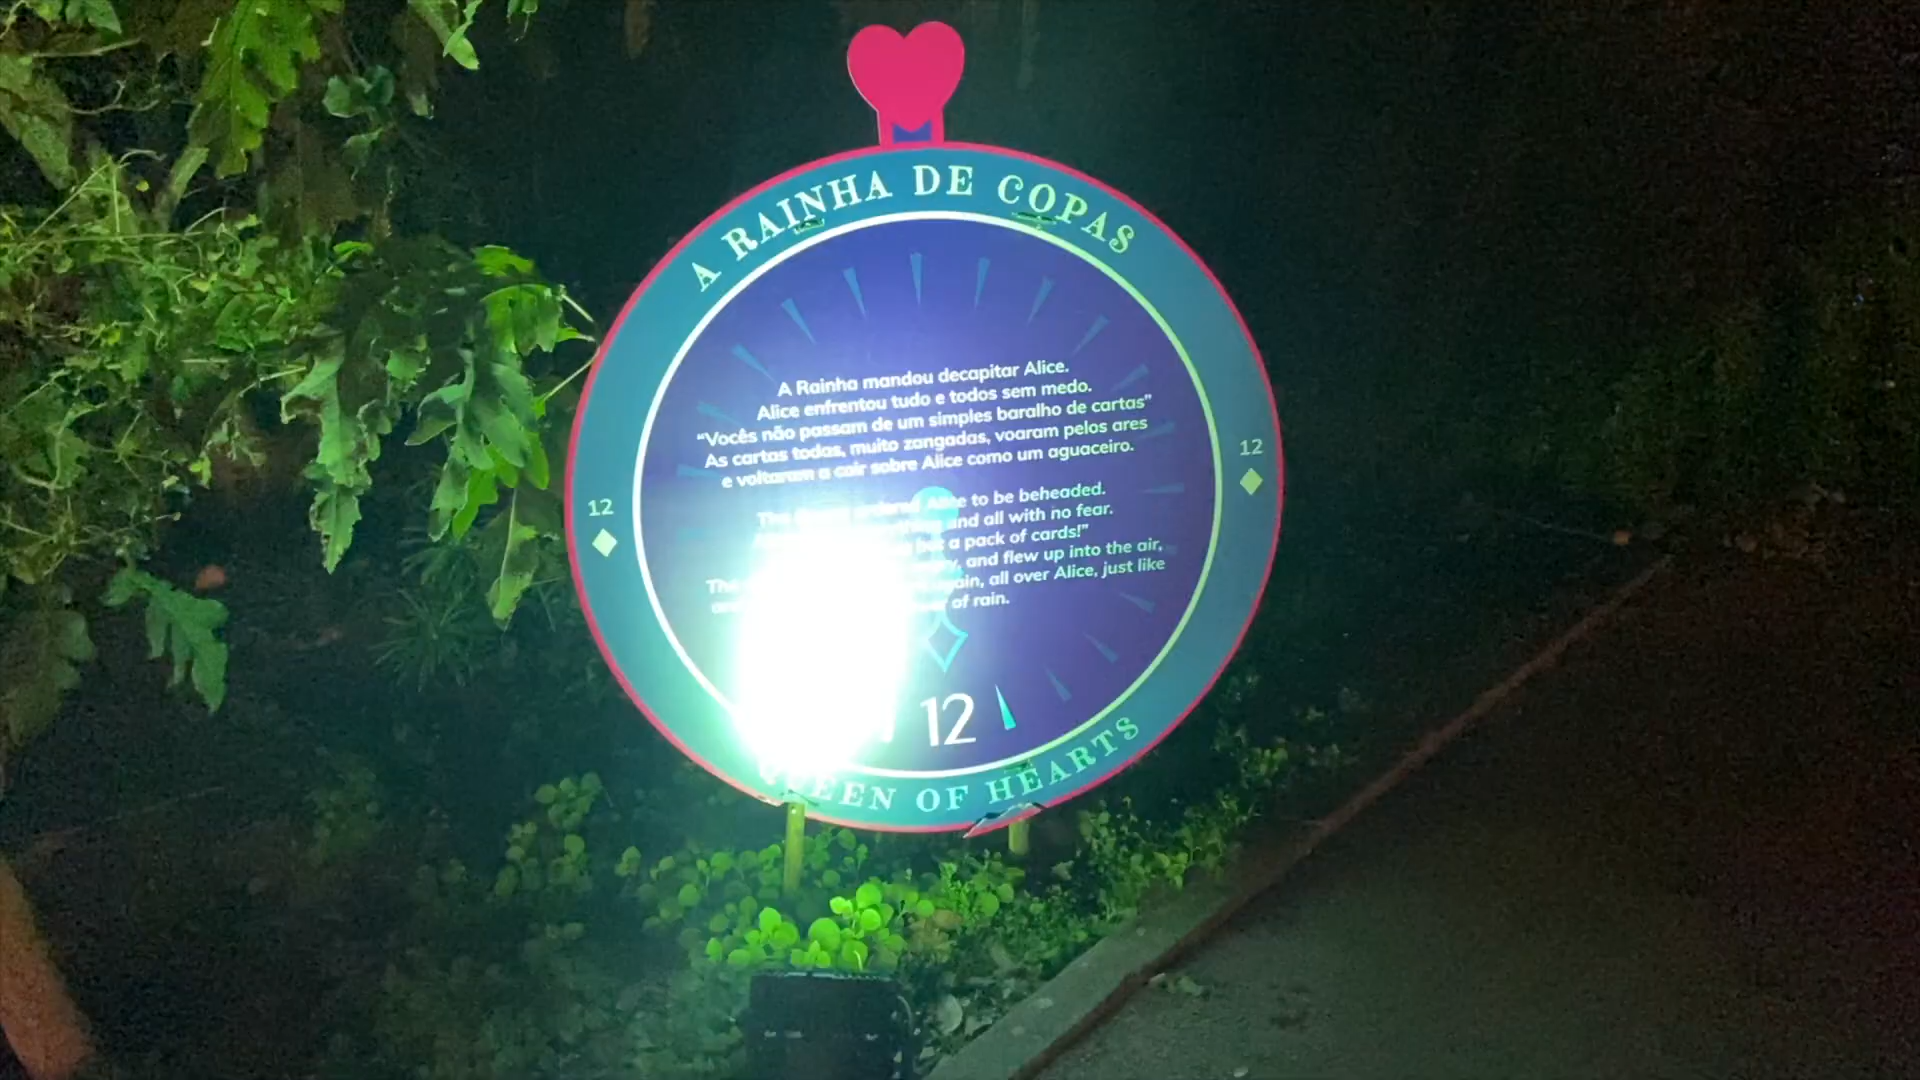 A RAINHA DE COPAS
A Rainha mandou decapitar Alice.
Alice enfrentou tudo e todos sem medo.
“Vocês não passam de um simples baralho de cartas”
As cartas todas, muito zangadas, voaram pelos ares
e voltaram a cair sobre Alice como um aguaceiro.
12
12
The ordered Alice to be beheaded.
and all with no fear.
but a pack of cards!”
The and flew up into the air,
all over Alice, just like
of rain.
12
OF HEARTS